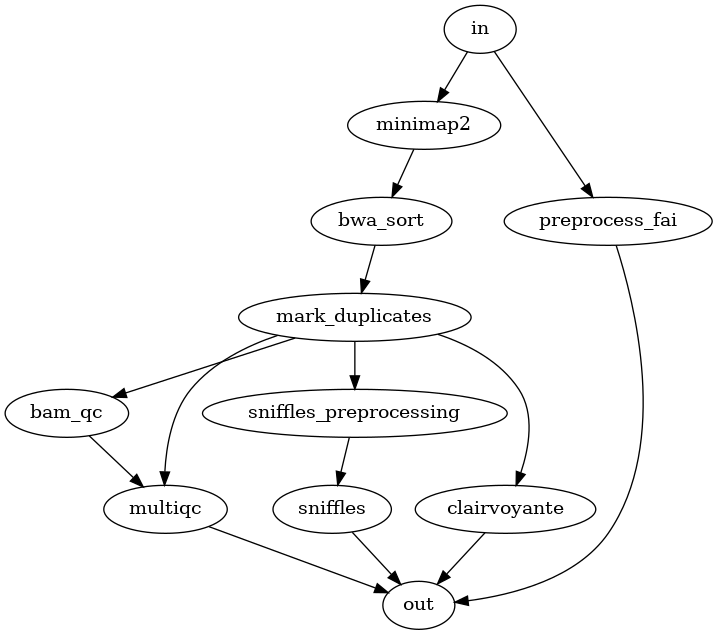 in
minimap2
bwa_sort
preprocess_fai
mark_duplicates
bam_qc
sniffles_preprocessing
multiqc
sniffles
clairvoyante
out